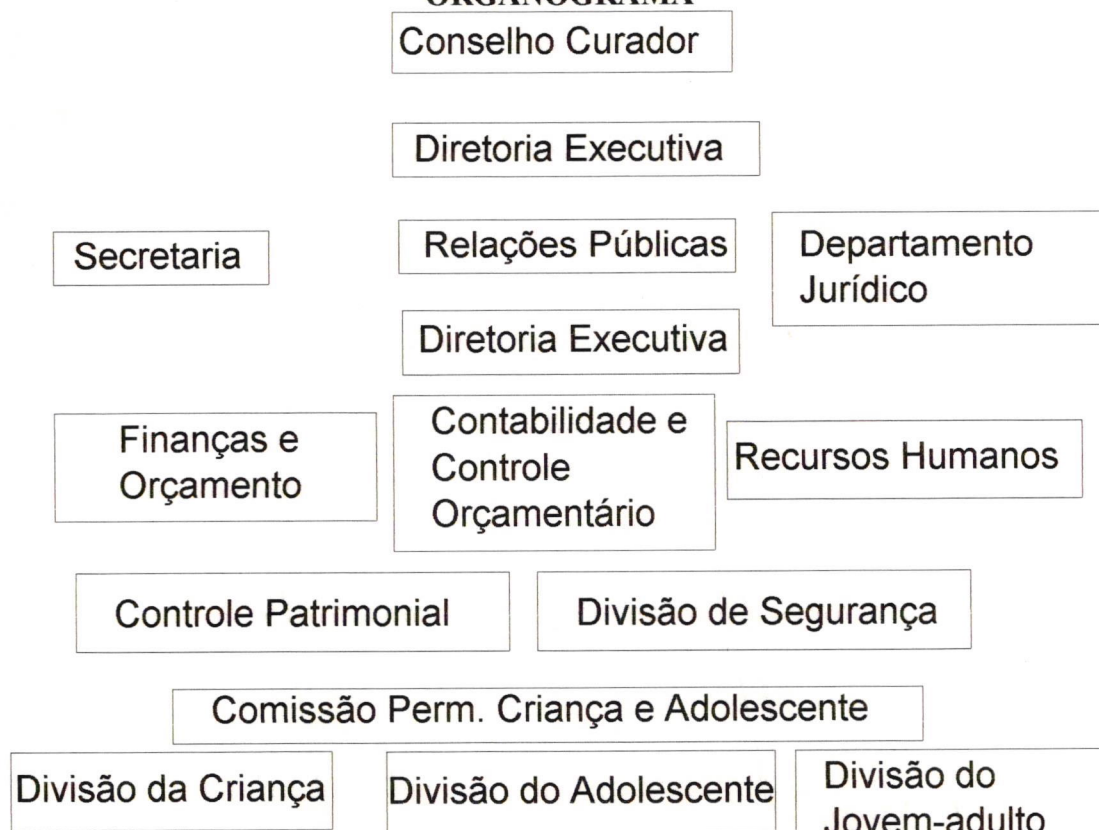 ORGANOGRAMA
Conselho Curador
Diretoria Executiva
Secretaria
Relações Públicas
Departamento
Jurídico
Diretoria Executiva
Finanças e
Orçamento
Contabilidade e
Controle
Orçamentário
Recursos Humanos
Controle Patrimonial
Divisão de Segurança
Comissão Perm. Criança e Adolescente
Divisão da Criança
Divisão do Adolescente
Divisão do
Jovem-adulto